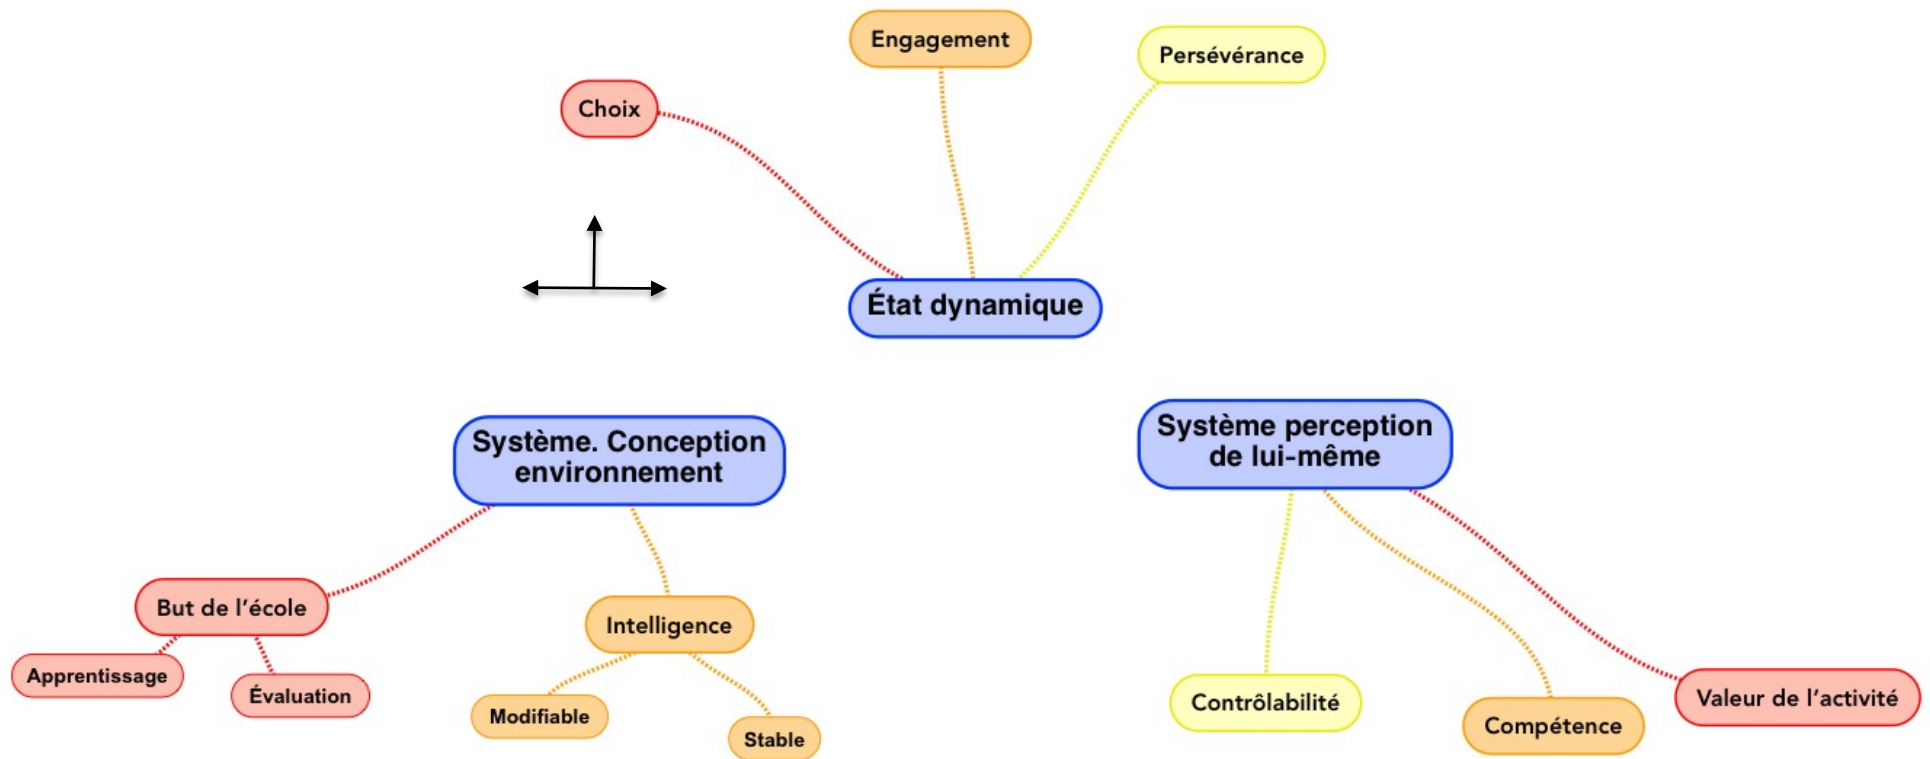 Engagement
Persévérance
Choix
État dynamique
Système. Conception
environnement
Système perception
de lui-même
But de l'école
Intelligence
Apprentissage
Évaluation
Modifiable
Stable
Contrôlabilité
Compétence
Valeur de l'activité